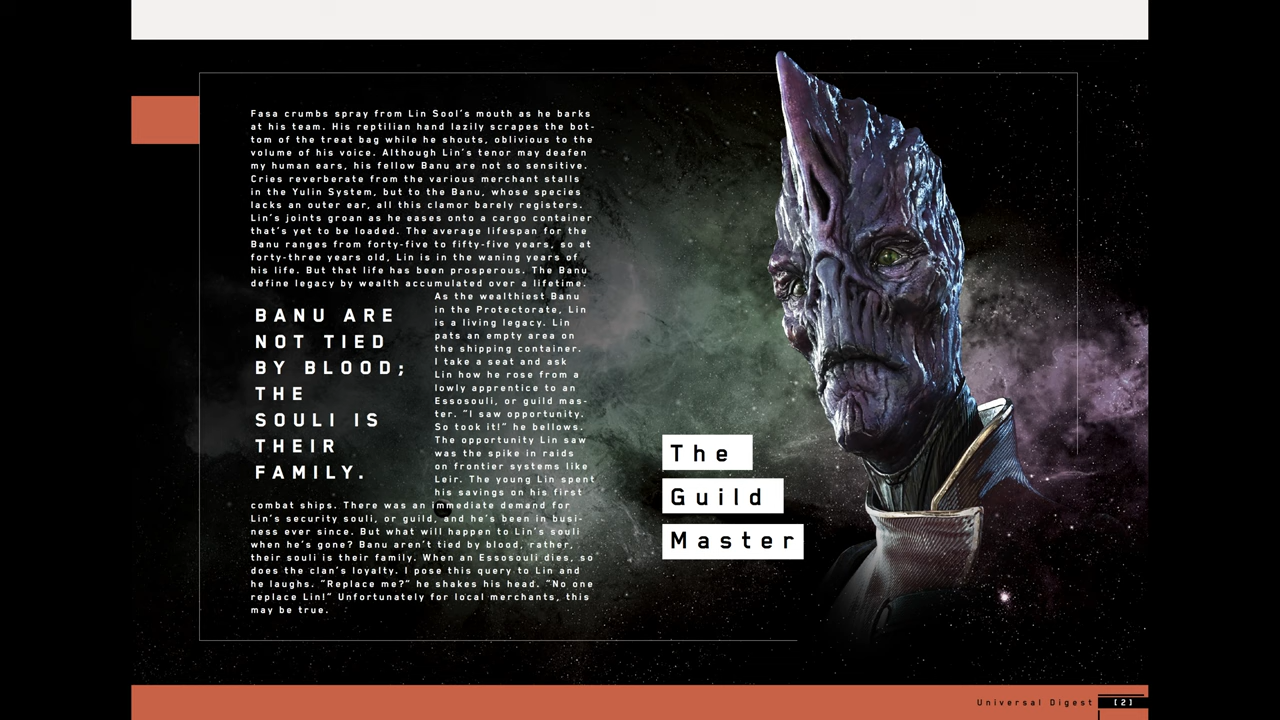 Fasa crumbs spray from Lin Sool's mouth as he barks
at his team. His reptilian hand lazily scrapes the bot-
tom of the treat bag while he shouts, oblivious to the
volume of his voice. Although Lin's tenor may deafen
my human ears, his fellow Banu are not so sensitive.
Cries reverberate from the various merchant stalls
in the Yulin System, but to the Banu, whose species
lacks an outer ear, all this clamor barely registers.
Lin's joints groan as he eases onto a cargo container
that's yet to be loaded. The average lifespan for the
Banu ranges from forty-five to fifty-five years, so at
forty-three years old, Lin is in the waning years of
his life. But that life has been prosperous. The Banu
define legacy by wealth accumulated over a lifetime.
As the wealthiest Banu
in the Protectorate, Lin
is a living legacy. Lin
pats an empty area on
the shipping container.
I take a seat and ask
Lin how he rose from a
lowly apprentice to an
Essosouli, or guild mas-
ter. "I saw opportunity.
So took it!" he bellows.
The opportunity Lin saw
was the spike in raids
on frontier systems like
Leir. The young Lin spent
his savings on his first
combat ships. There was an immediate demand for
Lin's security souli, or guild, and he's been in busi-
ness ever since. But what will happen to Lin's souli
when he's gone? Banu aren't tied by blood, rather,
their souli is their family. When an Essosouli dies, so
does the clan's loyalty. I pose this query to Lin and
he laughs. "Replace me?" he shakes his head. "No one
replace Lin!" Unfortunately for local merchants, this
may be true.
BANU ARE
NOT TIED
BY BLOOD;
THE
SOULI IS
THEIR
FAMILY.
The
Guild
Master
Universal Digest [2]